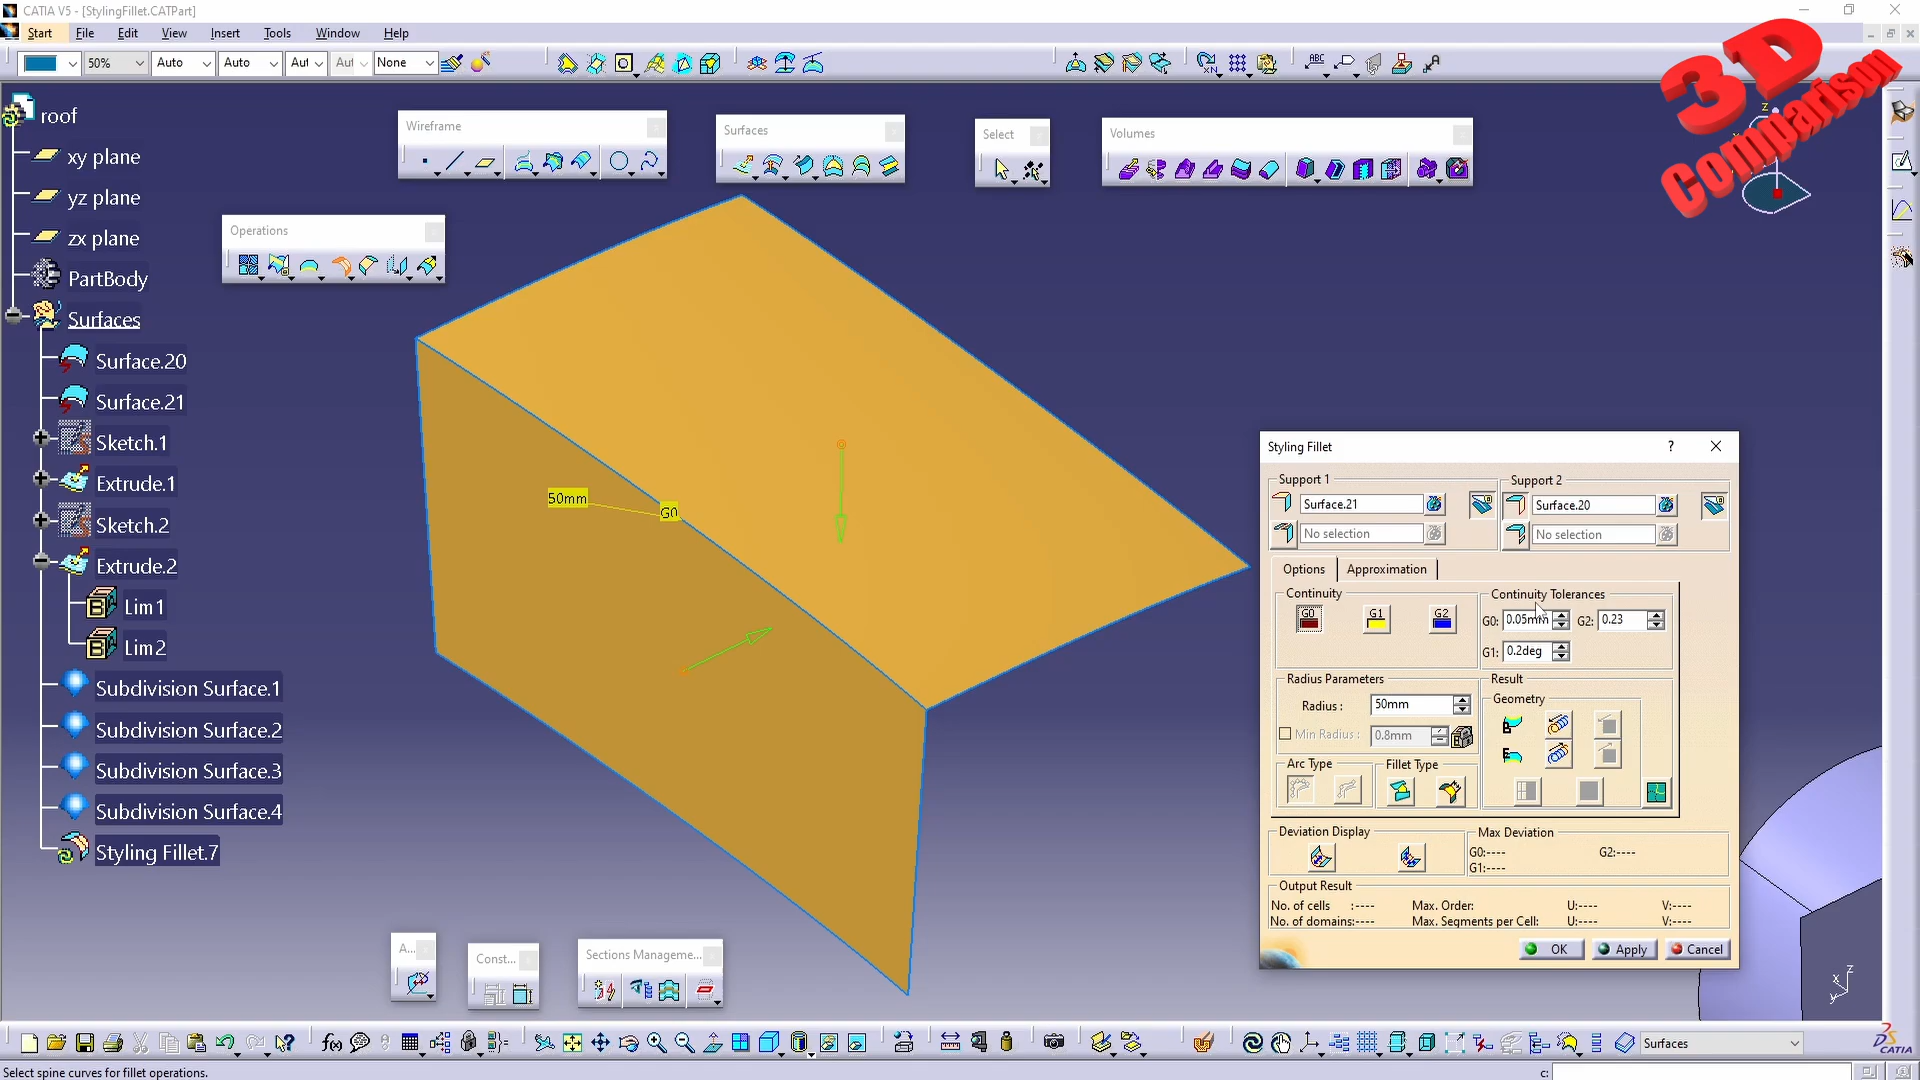 CATIA V5 - [StylingFillet.CATPart]
Start File Edit View Insert Tools Window Help
50% Auto Auto Aut Aut None
ABC
3D
Comparison
z
roof
xy plane
yz plane
zx plane
PartBody
Surfaces
Surface.20
Surface.21
Sketch.1
Extrude.1
Sketch.2
Extrude.2
Lim1
Lim2
Subdivision Surface.1
Subdivision Surface.2
Subdivision Surface.3
Subdivision Surface.4
Styling Fillet.7
Wireframe
Surfaces
Select
Volumes
Operations
50mm
G0
Styling Fillet ?
Support 1
Surface.21
No selection
Support 2
Surface.20
No selection
Options Approximation
Continuity
G0 G1 G2
Continuity Tolerances
G0: 0.05mm G2: 0.23
G1: 0.2deg
Radius Parameters
Radius : 50mm
Min Radius : 0.8mm
Arc Type
Fillet Type
Result
Geometry
Deviation Display
Max Deviation
G0:---- G2:----
G1:----
Output Result
No. of cells :---- Max. Order: U:---- V:----
No. of domains:---- Max. Segments per Cell: U:---- V:----
OK Apply Cancel
A...
Const...
Sections Manageme...
z
x
y
f(x)
Surfaces
CATIA
Select spine curves for fillet operations.
c: